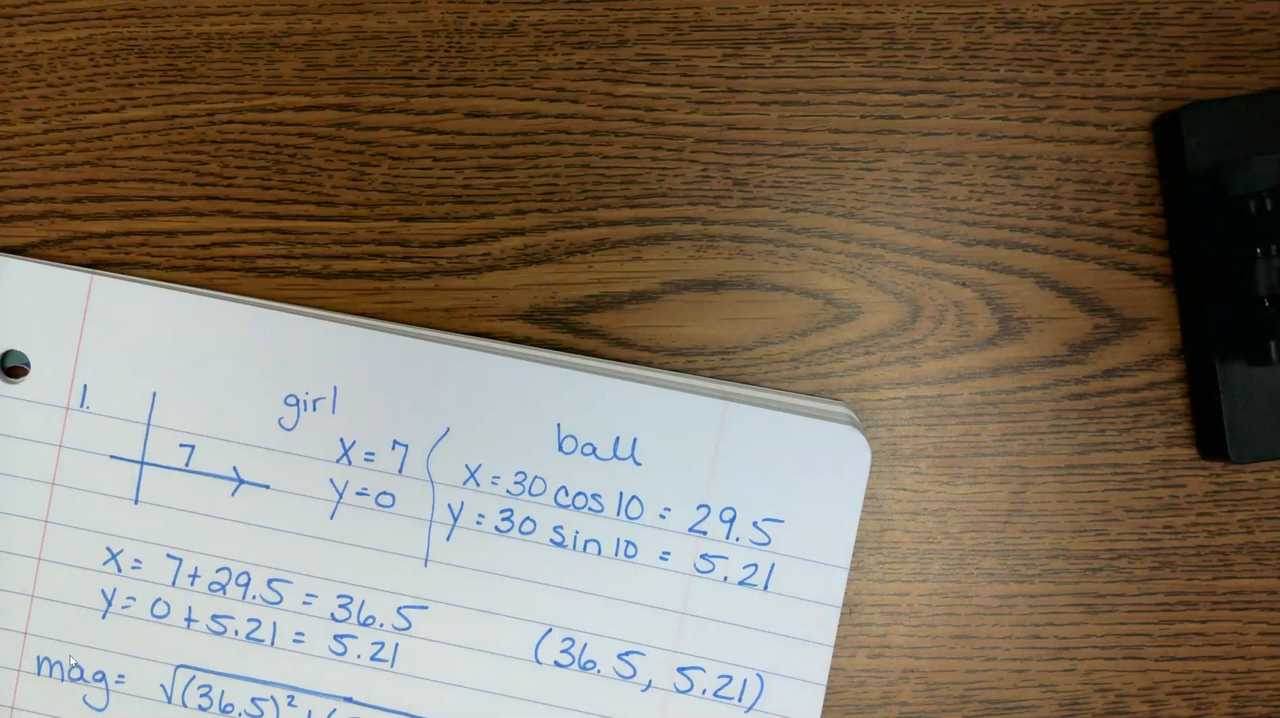 1.
7
girl
x = 7
y = 0
ball
x = 30 cos 10 = 29.5
y = 30 sin 10 = 5.21
x = 7 + 29.5 = 36.5
y = 0 + 5.21 = 5.21
(36.5, 5.21)
mag = √(36.5)² + (